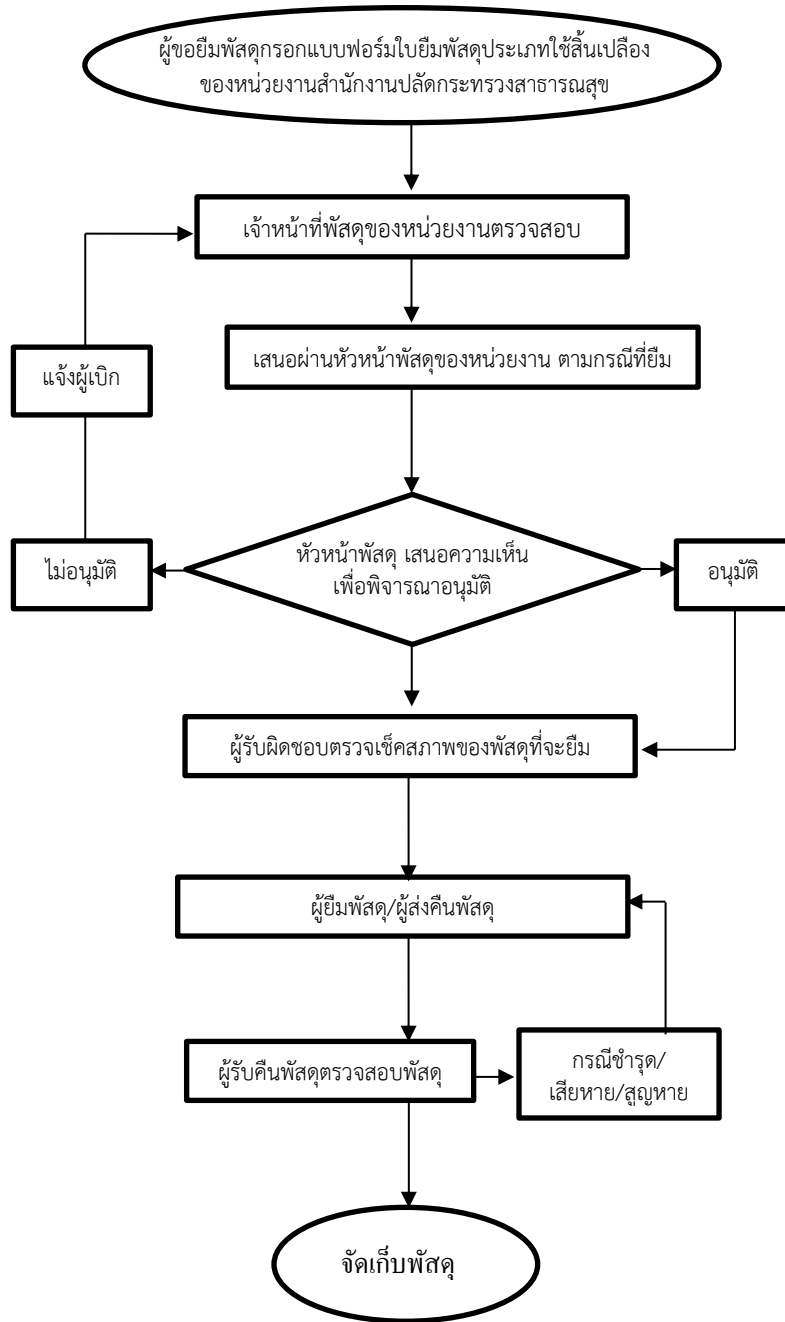 ผู้ขอยืมพัสดุกรอกแบบฟอร์มใบยืมพัสดุประเภทใช้สิ้นเปลือง
ของหน่วยงานสำนักงานปลัดกระทรวงสาธารณสุข
เจ้าหน้าที่พัสดุของหน่วยงานตรวจสอบ
เสนอผ่านหัวหน้าพัสดุของหน่วยงาน ตามกรณีที่ยืม
แจ้งผู้เบิก
หัวหน้าพัสดุ เสนอความเห็น
เพื่อพิจารณาอนุมัติ
ไม่อนุมัติ
อนุมัติ
ผู้รับผิดชอบตรวจเช็คสภาพของพัสดุที่จะยืม
ผู้ยืมพัสดุ/ผู้ส่งคืนพัสดุ
ผู้รับคืนพัสดุตรวจสอบพัสดุ
กรณีชำรุด/
เสียหาย/สูญหาย
จัดเก็บพัสดุ